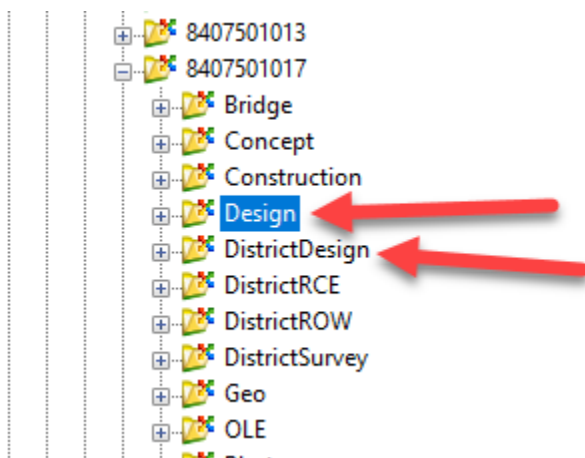 8407501013
8407501017
Bridge
Concept
Construction
Design
DistrictDesign
DistrictRCE
DistrictROW
DistrictSurvey
Geo
OLE